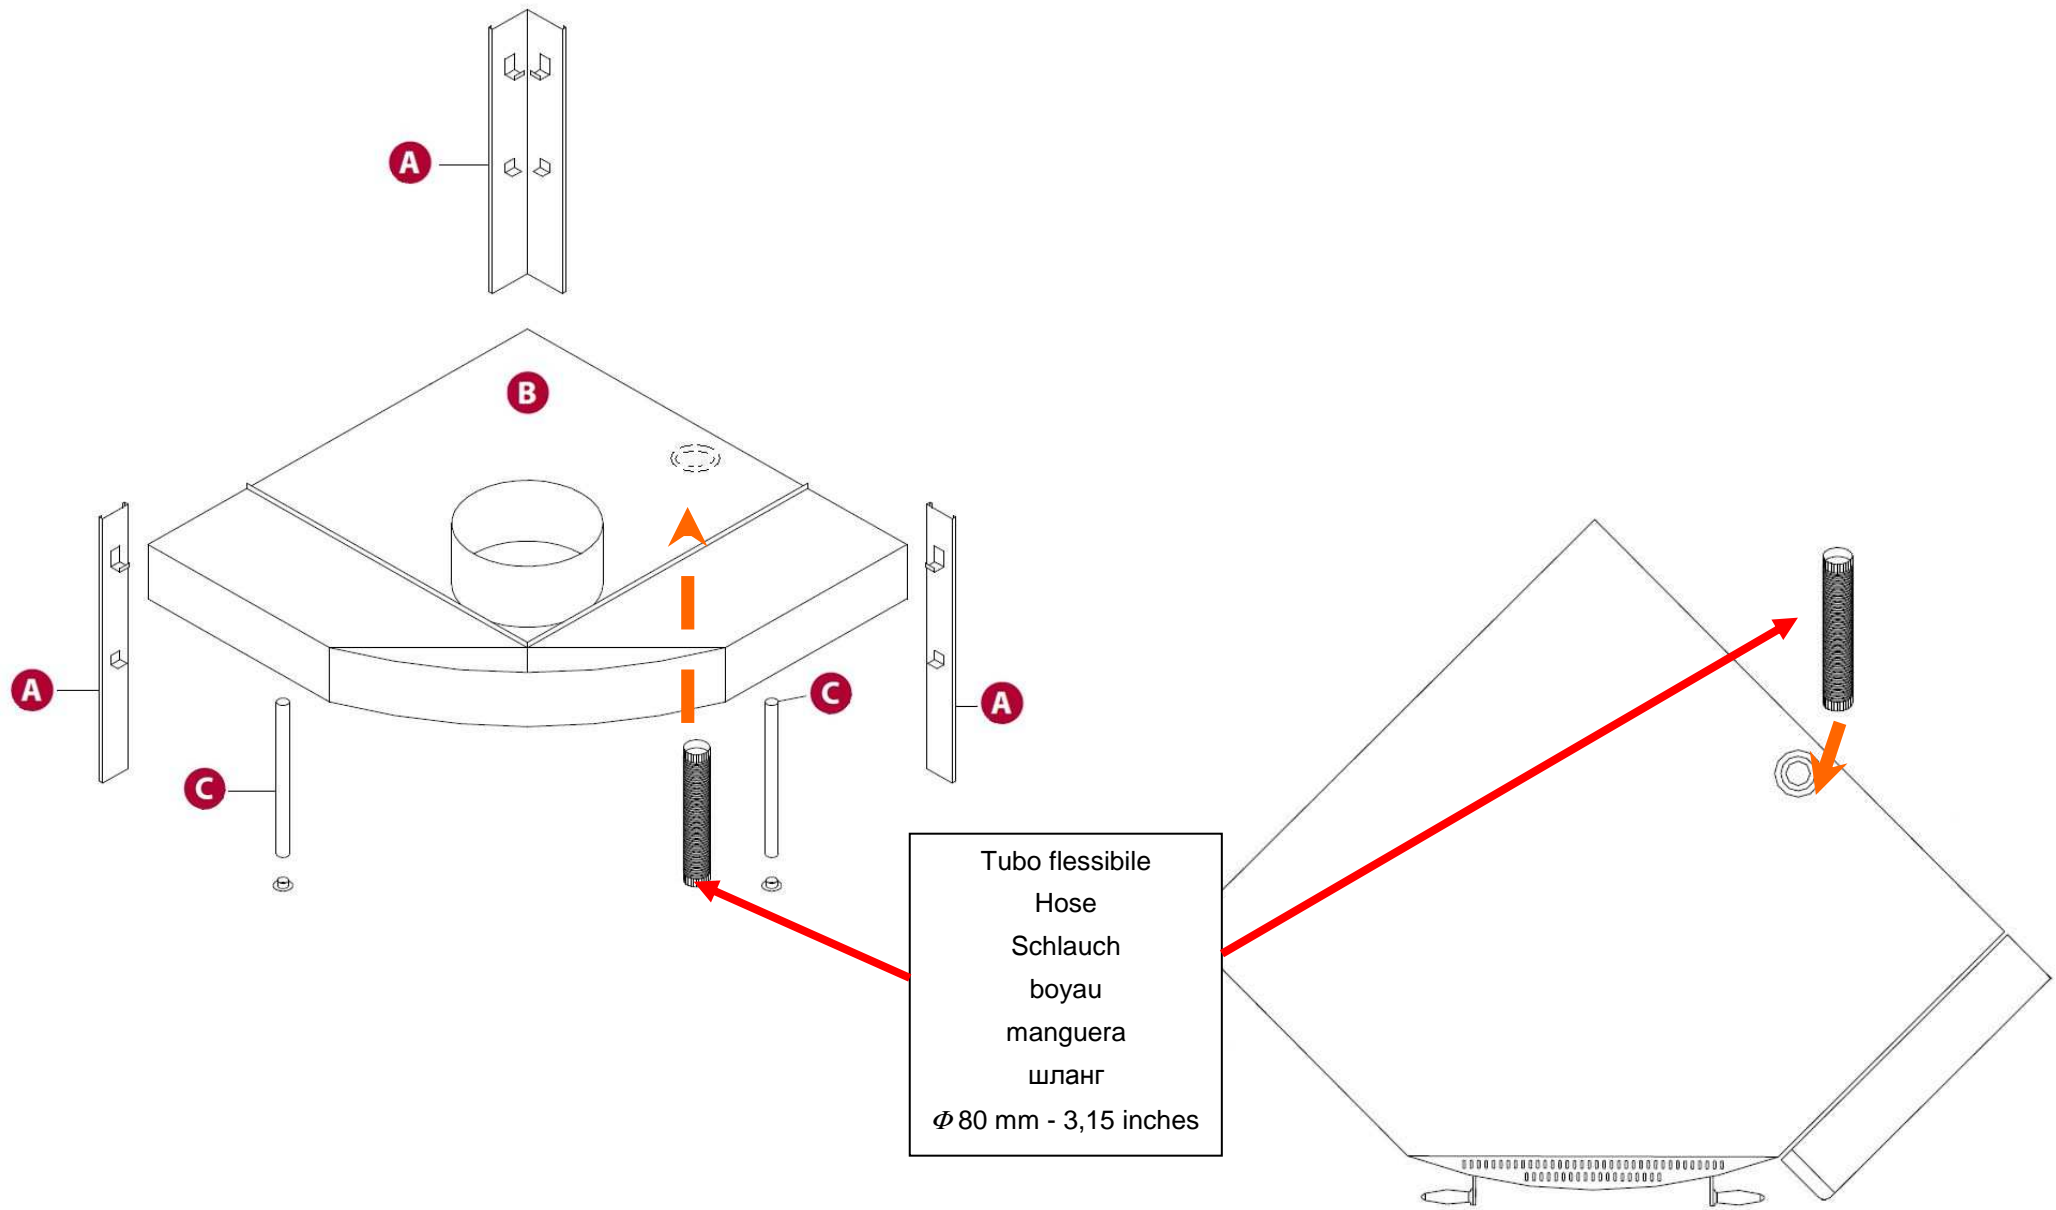 A
B
A
A
C
C
Tubo flessibile
Hose
Schlauch
boyau
manguera
шланг
Φ 80 mm - 3,15 inches